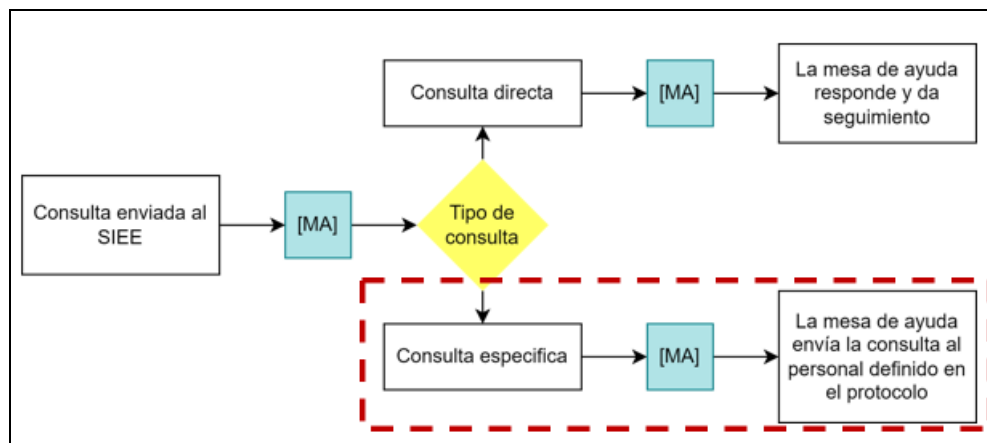 Consulta directa
[MA]
La mesa de ayuda
responde y da
seguimiento
Consulta enviada al
SIEE
[MA]
Tipo de
consulta
Consulta especifica
[MA]
La mesa de ayuda
envía la consulta al
personal definido en
el protocolo